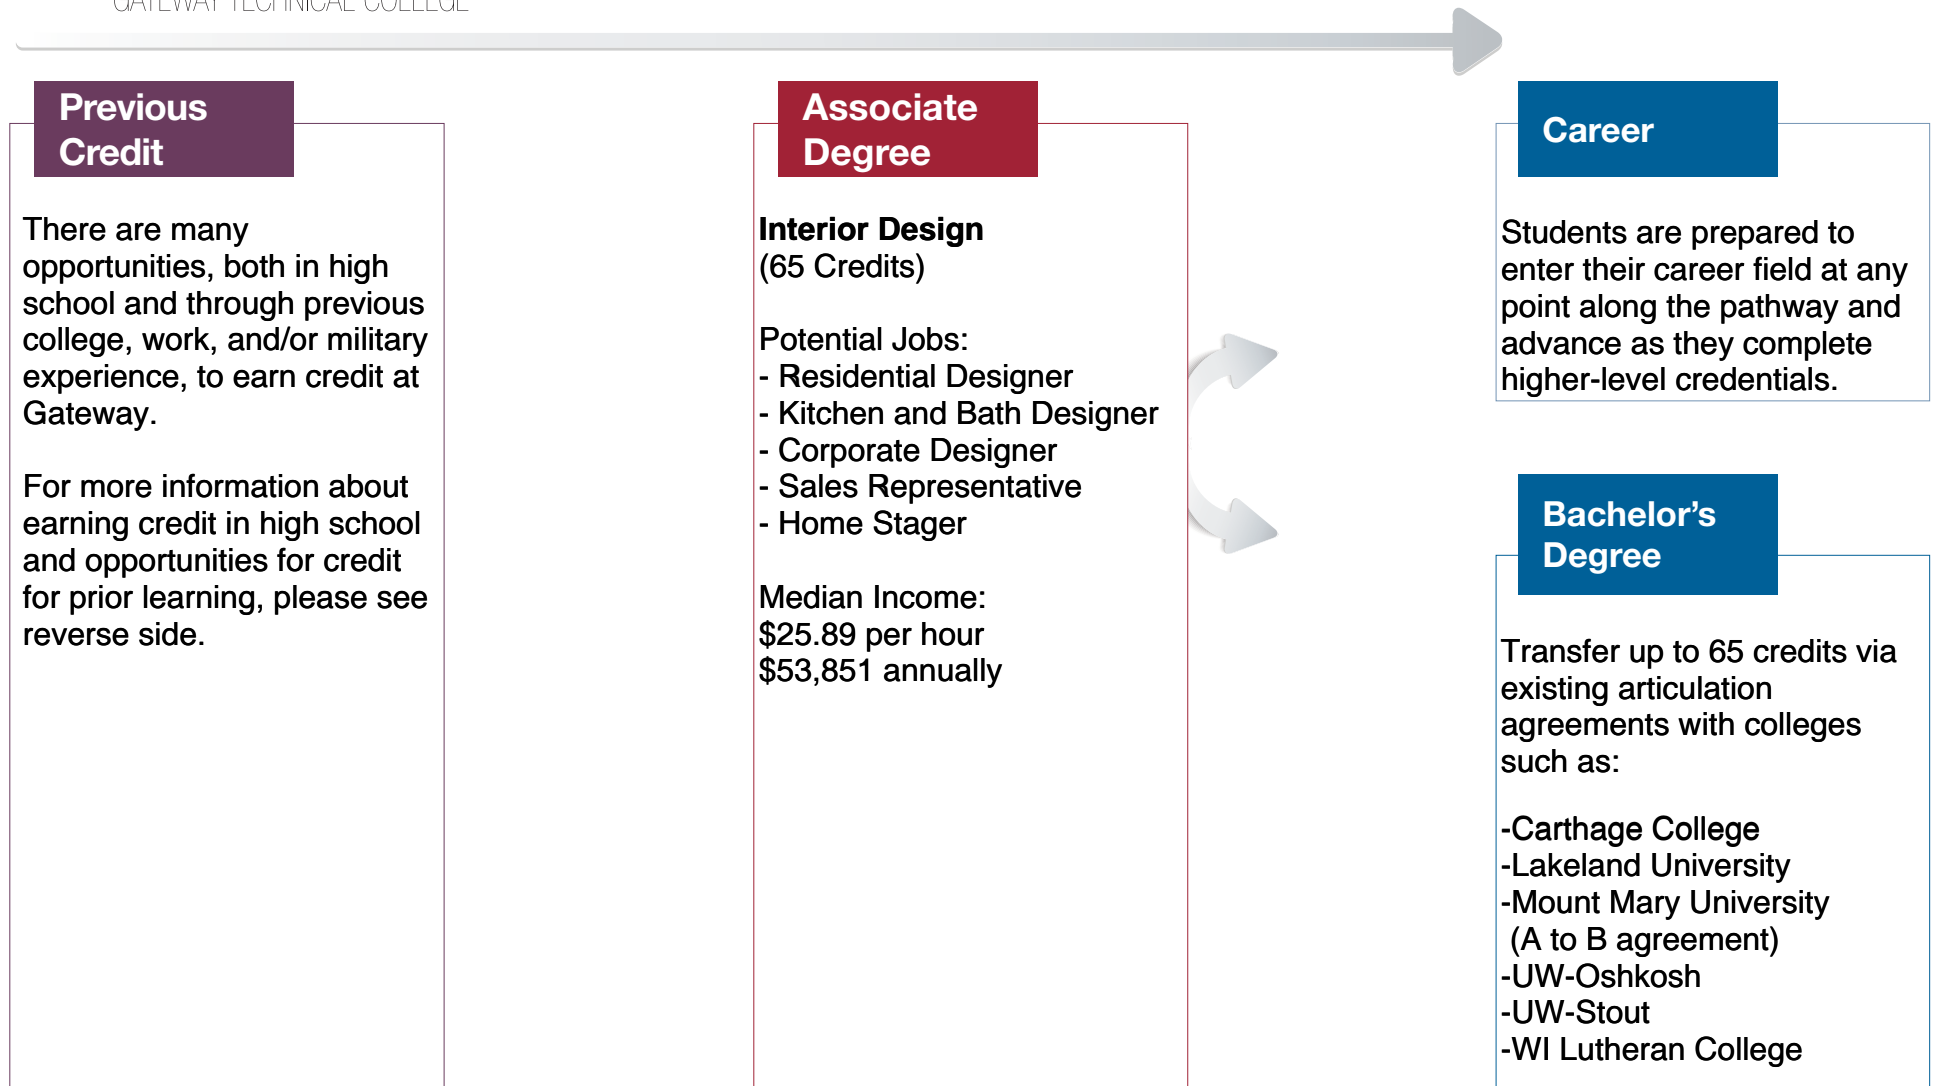 GATEWAY TECHNICAL COLLEGE
Previous
Credit
There are many
opportunities, both in high
school and through previous
college, work, and/or military
experience, to earn credit at
Gateway.
For more information about
earning credit in high school
and opportunities for credit
for prior learning, please see
reverse side.
Associate
Degree
Interior Design
(65 Credits)
Potential Jobs:
- Residential Designer
- Kitchen and Bath Designer
- Corporate Designer
- Sales Representative
- Home Stager
Median Income:
$25.89 per hour
$53,851 annually
Career
Students are prepared to
enter their career field at any
point along the pathway and
advance as they complete
higher-level credentials.
Bachelor’s
Degree
Transfer up to 65 credits via
existing articulation
agreements with colleges
such as:
-Carthage College
-Lakeland University
-Mount Mary University
(A to B agreement)
-UW-Oshkosh
-UW-Stout
-WI Lutheran College